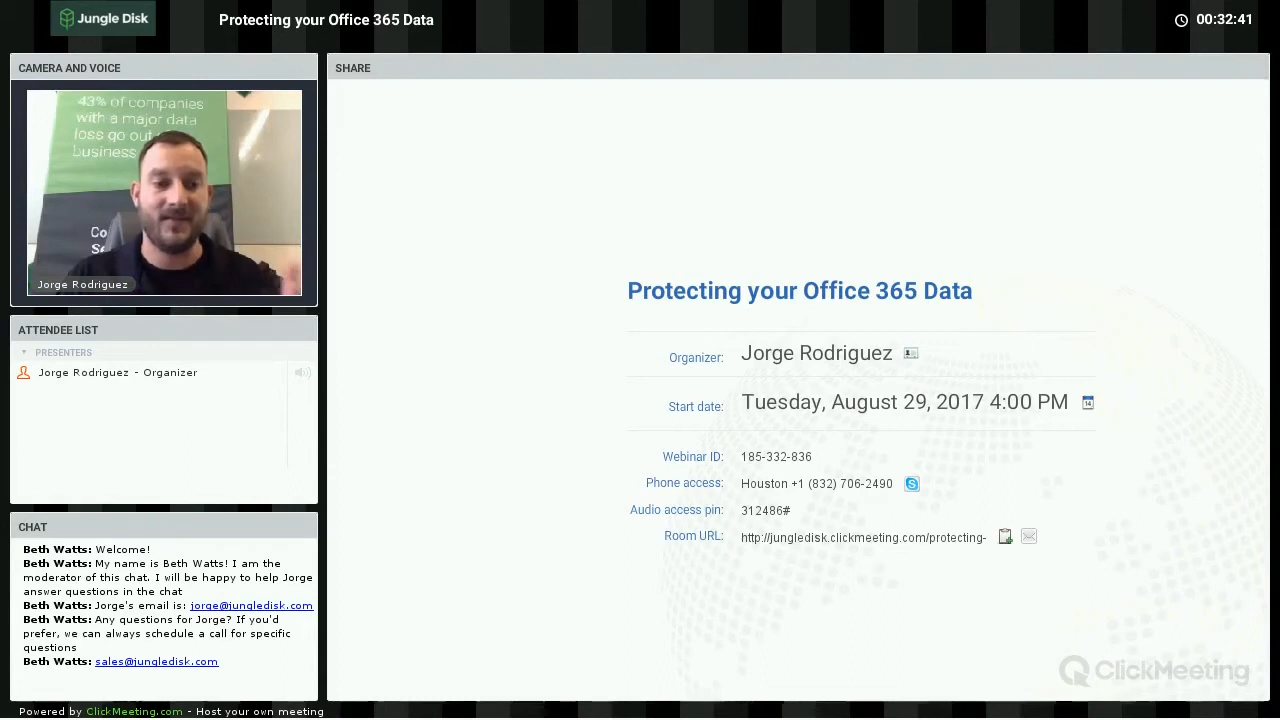 Jungle Disk
Protecting your Office 365 Data
00:32:41
CAMERA AND VOICE
43% of companies
with a major data
loss go out
business
Co
Se
Jorge Rodriguez
ATTENDEE LIST
PRESENTERS
Jorge Rodriguez - Organizer
CHAT
Beth Watts: Welcome!
Beth Watts: My name is Beth Watts! I am the
moderator of this chat. I will be happy to help Jorge
answer questions in the chat
Beth Watts: Jorge's email is: jorge@jungledisk.com
Beth Watts: Any questions for Jorge? If you'd
prefer, we can always schedule a call for specific
questions
Beth Watts: sales@jungledisk.com
SHARE
Protecting your Office 365 Data
Organizer: Jorge Rodriguez
Start date: Tuesday, August 29, 2017 4:00 PM
14
Webinar ID: 185-332-836
Phone access: Houston +1 (832) 706-2490
Audio access pin: 312486#
Room URL: http://jungledisk.clickmeeting.com/protecting-
ClickMeeting
Powered by ClickMeeting.com - Host your own meeting